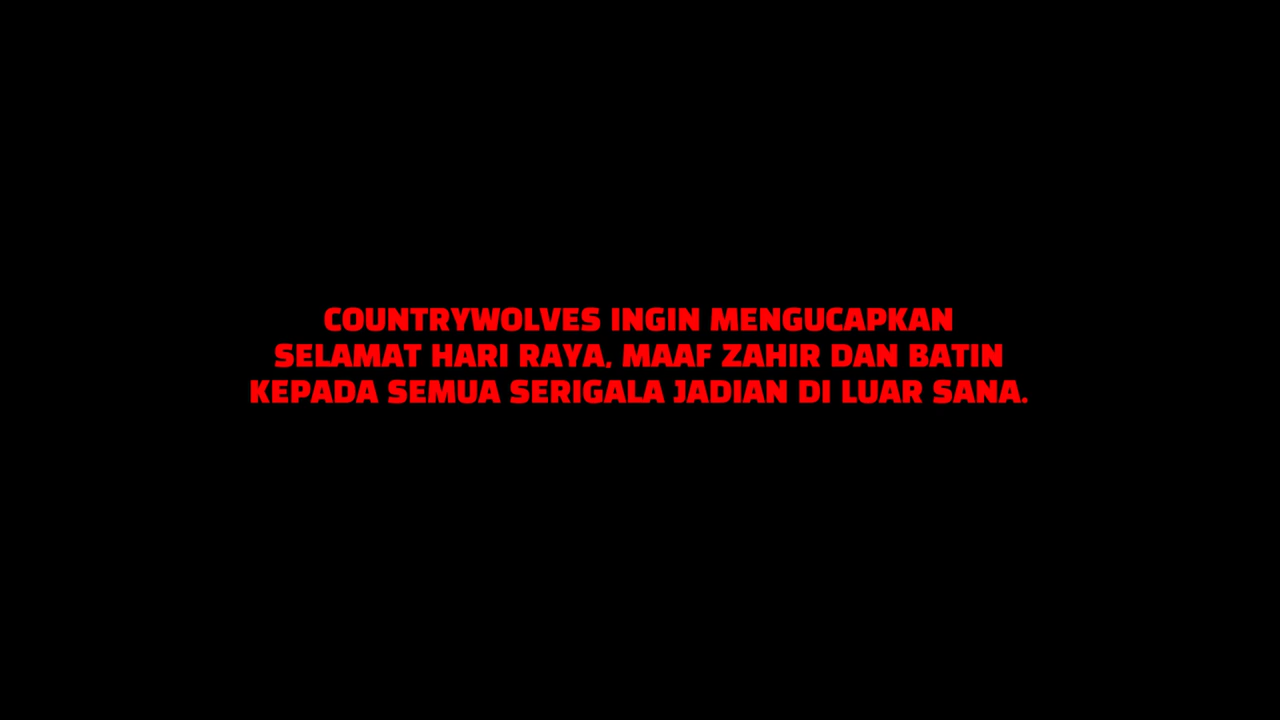 COUNTRYWOLVES INGIN MENGUCAPKAN
SELAMAT HARI RAYA, MAAF ZAHIR DAN BATIN
KEPADA SEMUA SERIGALA JADIAN DI LUAR SANA.